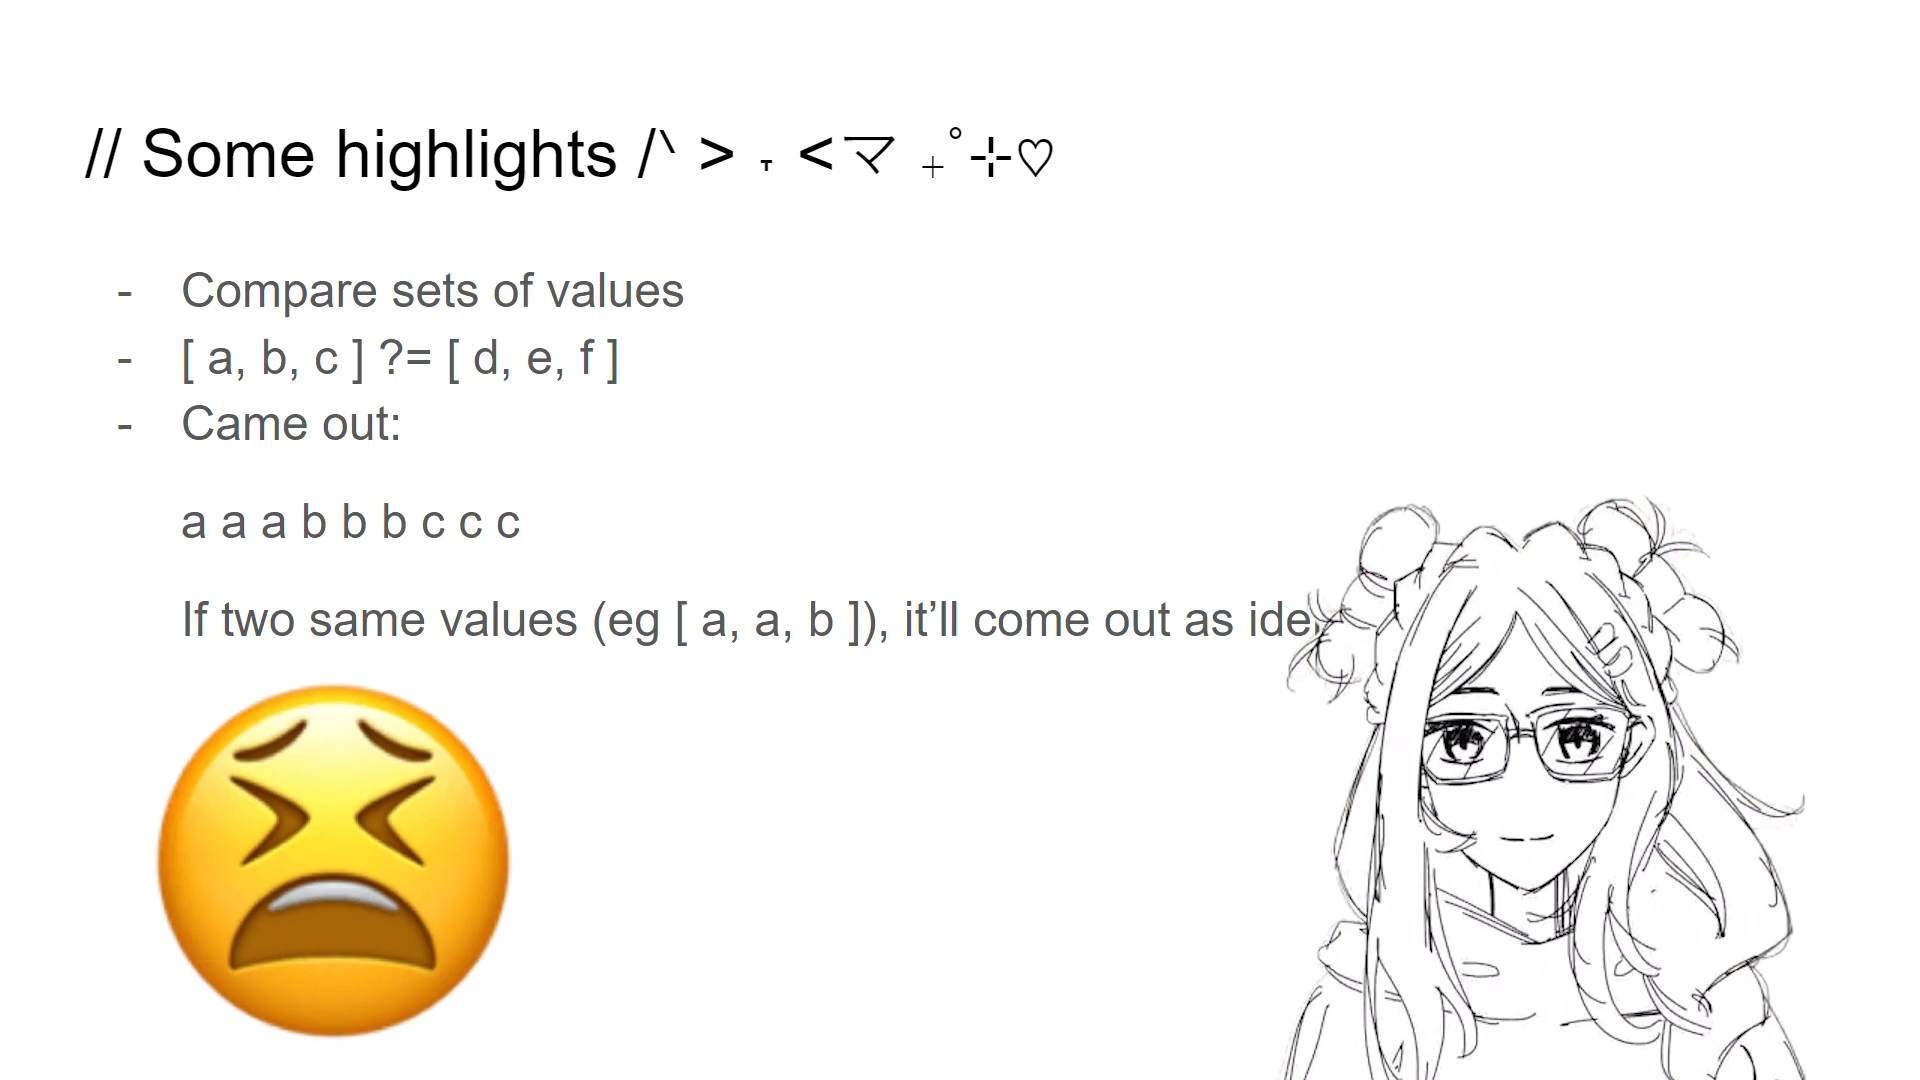 // Some highlights /ᐠ > ˕ <マ ₊˚⊹♡
- Compare sets of values
- [ a, b, c ] ?= [ d, e, f ]
- Came out:
a a a b b b c c c
If two same values (eg [ a, a, b ]), it’ll come out as